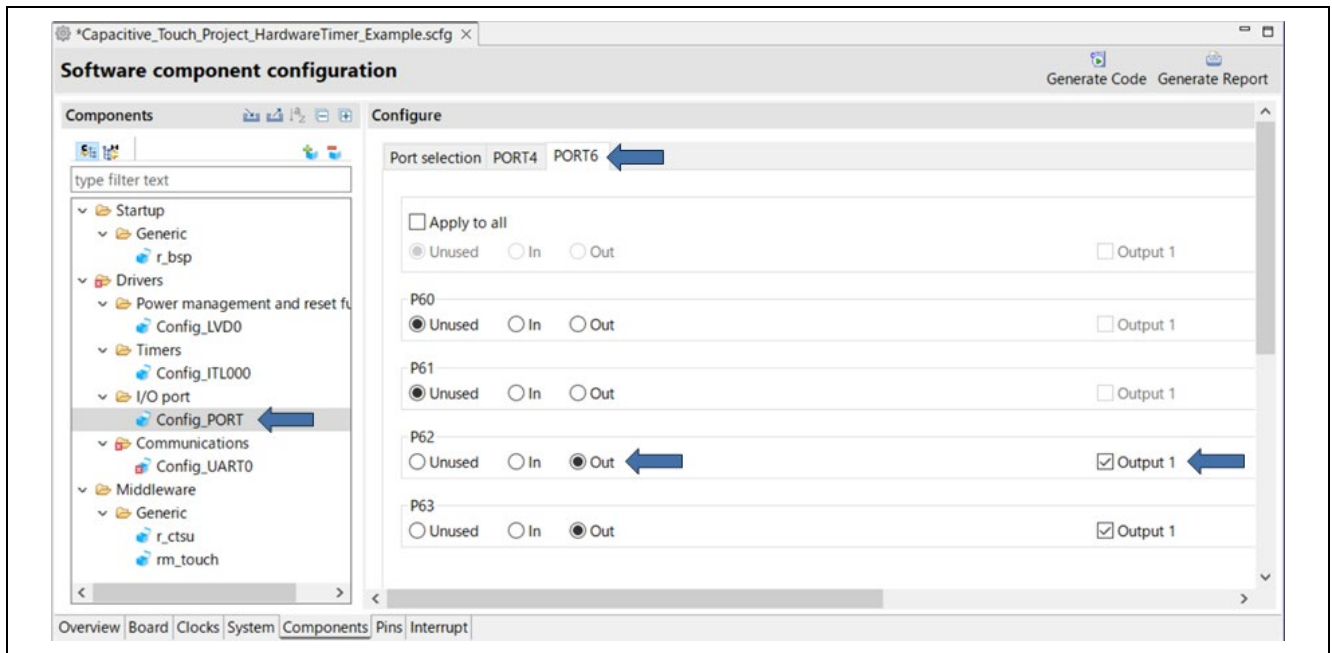 *Capacitive_Touch_Project_HardwareTimer_Example.scfg
Software component configuration
Generate Code Generate Report
Components
Configure
type filter text
Startup
Generic
r_bsp
Drivers
Power management and reset fu
Config_LVD0
Timers
Config_ITL000
I/O port
Config_PORT
Communications
Config_UART0
Middleware
Generic
r_ctsu
rm_touch
Port selection PORT4 PORT6
Apply to all
Unused In Out Output 1
P60
Unused In Out Output 1
P61
Unused In Out Output 1
P62
Unused In Out Output 1
P63
Unused In Out Output 1
Overview Board Clocks System Components Pins Interrupt